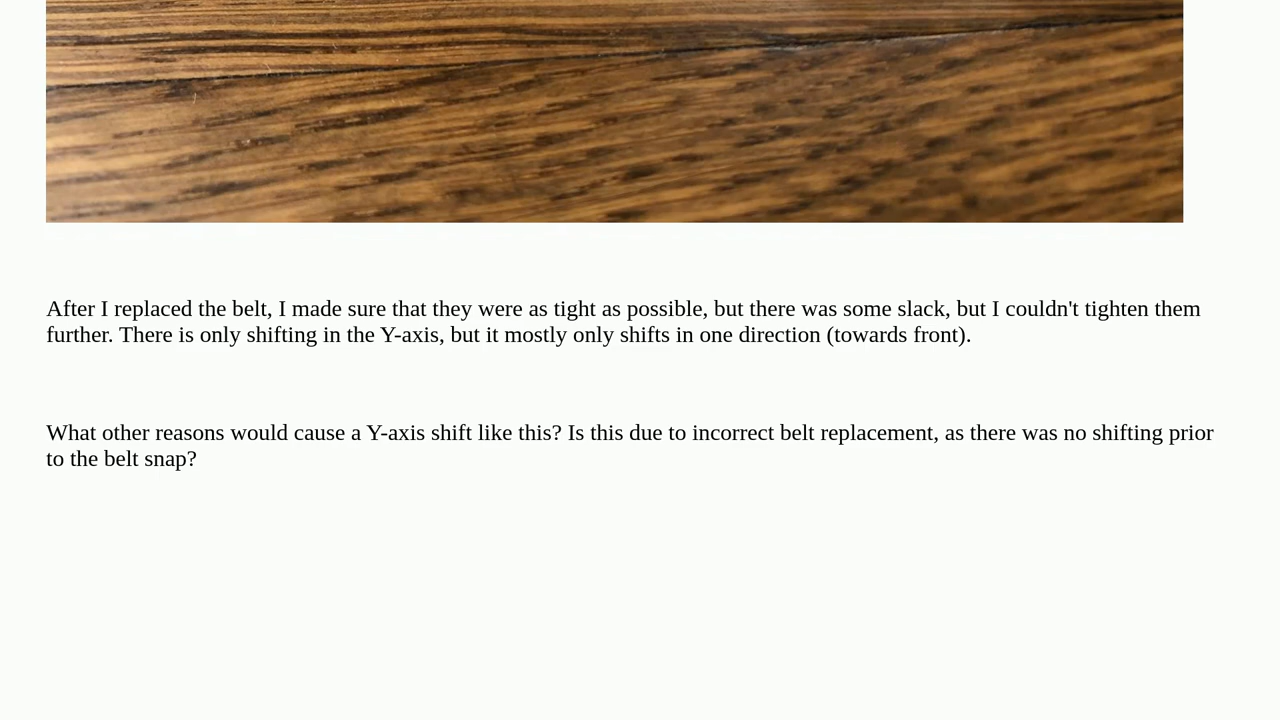 After I replaced the belt, I made sure that they were as tight as possible, but there was some slack, but I couldn't tighten them
further. There is only shifting in the Y-axis, but it mostly only shifts in one direction (towards front).
What other reasons would cause a Y-axis shift like this? Is this due to incorrect belt replacement, as there was no shifting prior
to the belt snap?